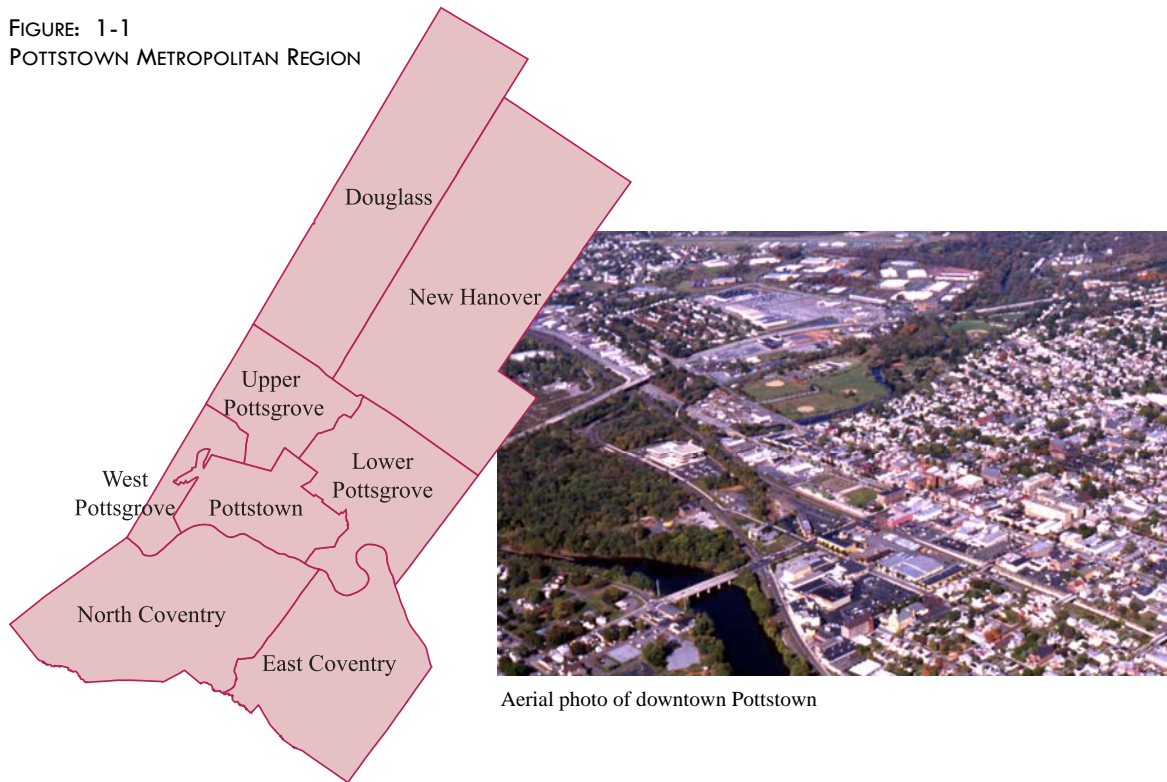 FIGURE: 1-1
POTTSTOWN METROPOLITAN REGION
Douglass
New Hanover
Upper
Pottsgrove
Lower
Pottsgrove
West
Pottsgrove
Pottstown
North Coventry
East Coventry
Aerial photo of downtown Pottstown